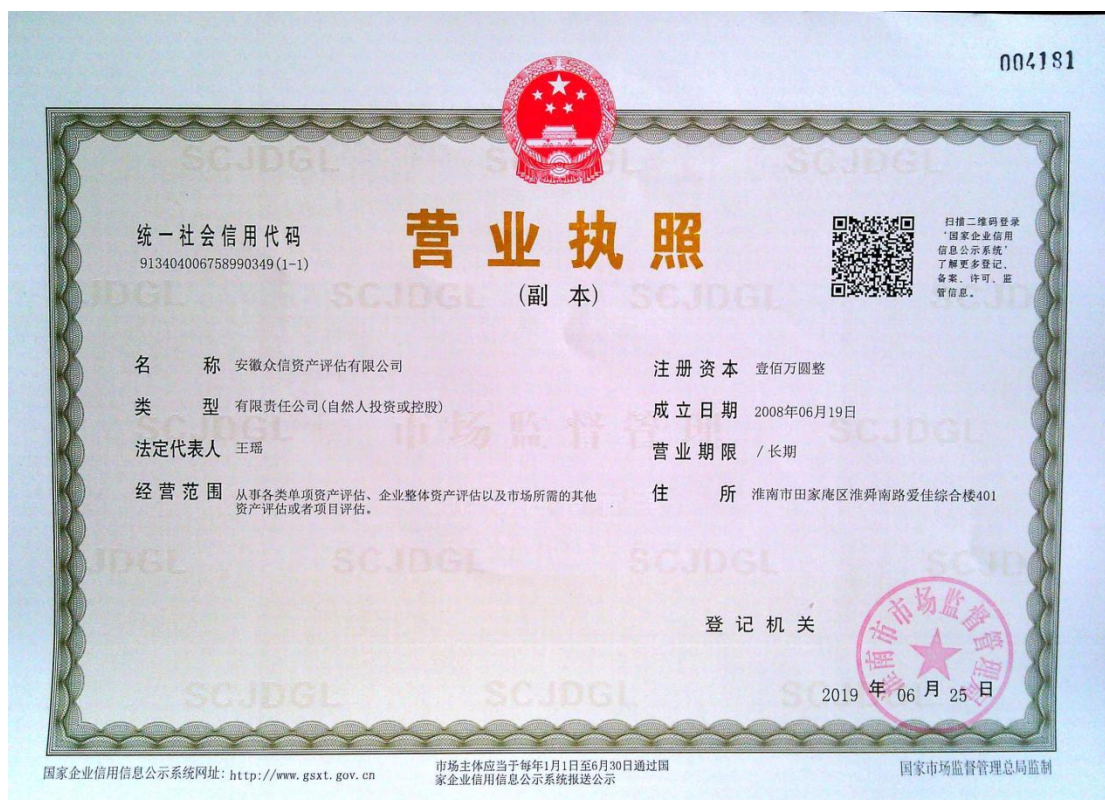 004181
统一社会信用代码
913404006758990349(1-1)
营业执照
(副 本)
扫描二维码登录
‘国家企业信用
信息公示系统’
了解更多登记、
备案、许可、监
管信息。
名 称 安徽众信资产评估有限公司
类 型 有限责任公司(自然人投资或控股)
法定代表人 王瑶
经营范围 从事各类单项资产评估、企业整体资产评估以及市场所需的其他
资产评估或者项目评估。
注册资本 壹佰万圆整
成立日期 2008年06月19日
营业期限 / 长期
住 所 淮南市田家庵区淮舜南路爱佳综合楼401
SCJDGL
市场监督管理
登记机关
淮南市市场监督管理局
2019 年 06 月 25 日
国家企业信用信息公示系统网址: http://www.gsxt.gov.cn
市场主体应当于每年1月1日至6月30日通过国
家企业信用信息公示系统报送公示
国家市场监督管理总局监制